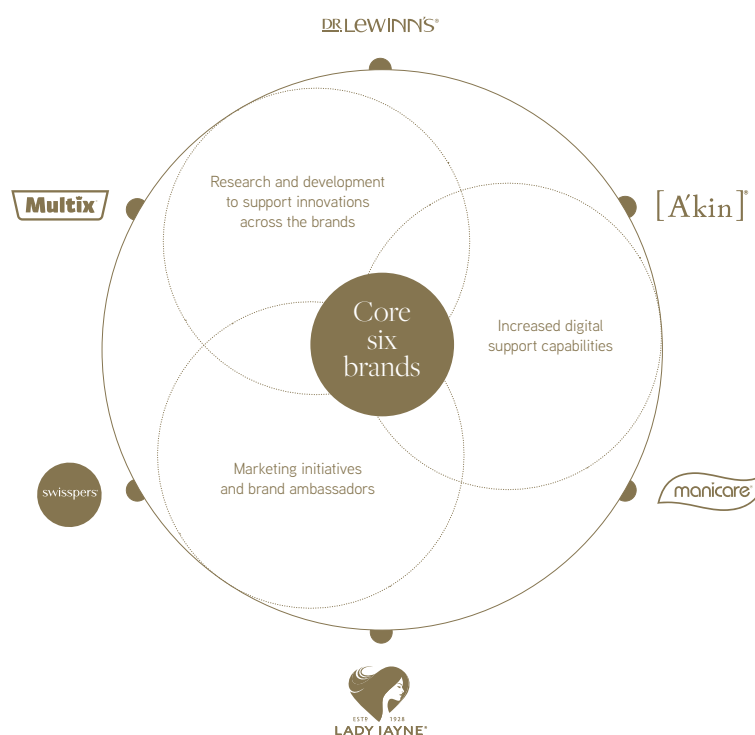 DR. LEWINN'S®
Multix
[A'kin]®
Research and development
to support innovations
across the brands
Core
six
brands
Increased digital
support capabilities
Marketing initiatives
and brand ambassadors
swisspers®
manicare®
ESTD 1928
LADY JAYNE®